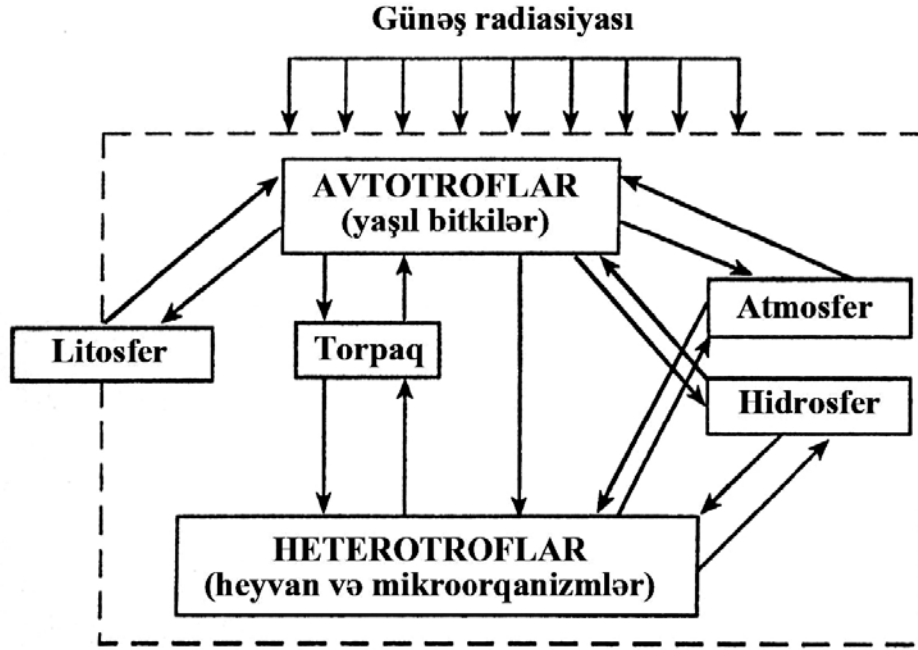 Günəş radiasiyası
AVTOTROFLAR
(yaşıl bitkilər)
Atmosfer
Litosfer
Torpaq
Hidrosfer
HETEROTROFLAR
(heyvan və mikroorqanizmlər)